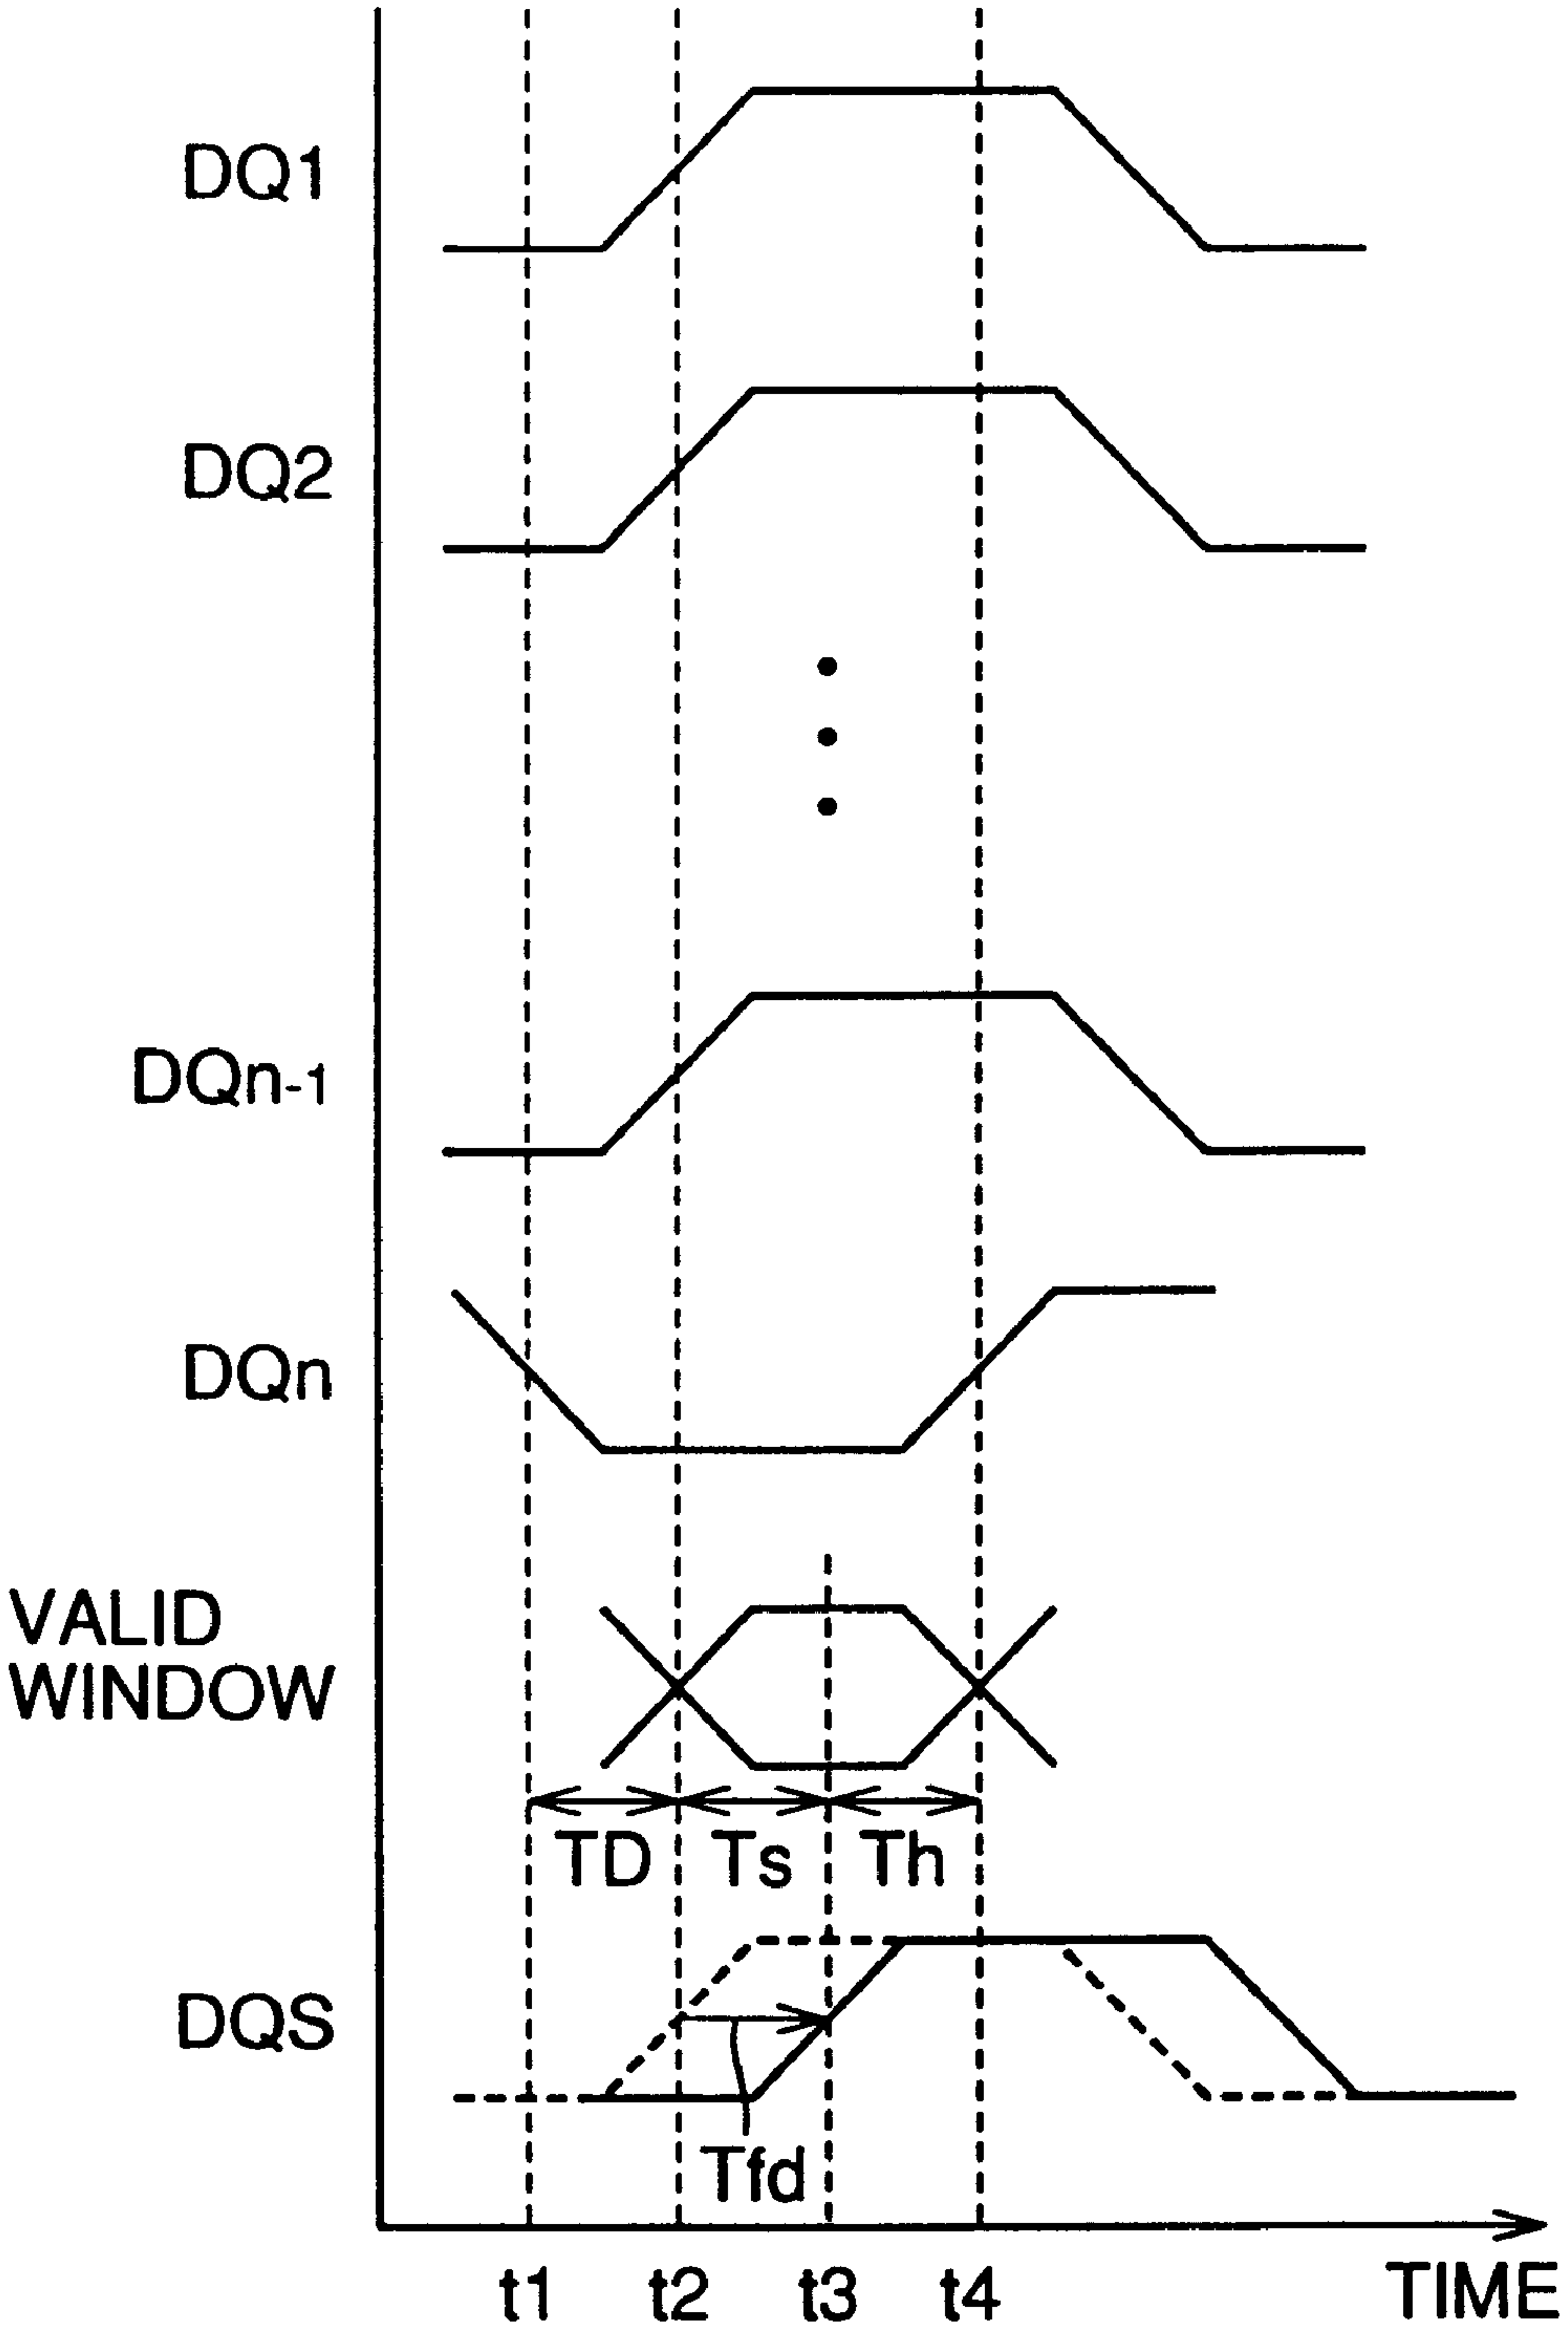 DQ1
DQ2
DQn-1
DQn
VALID
WINDOW
TD Ts Th
DQS
Tfd
t1 t2 t3 t4 TIME